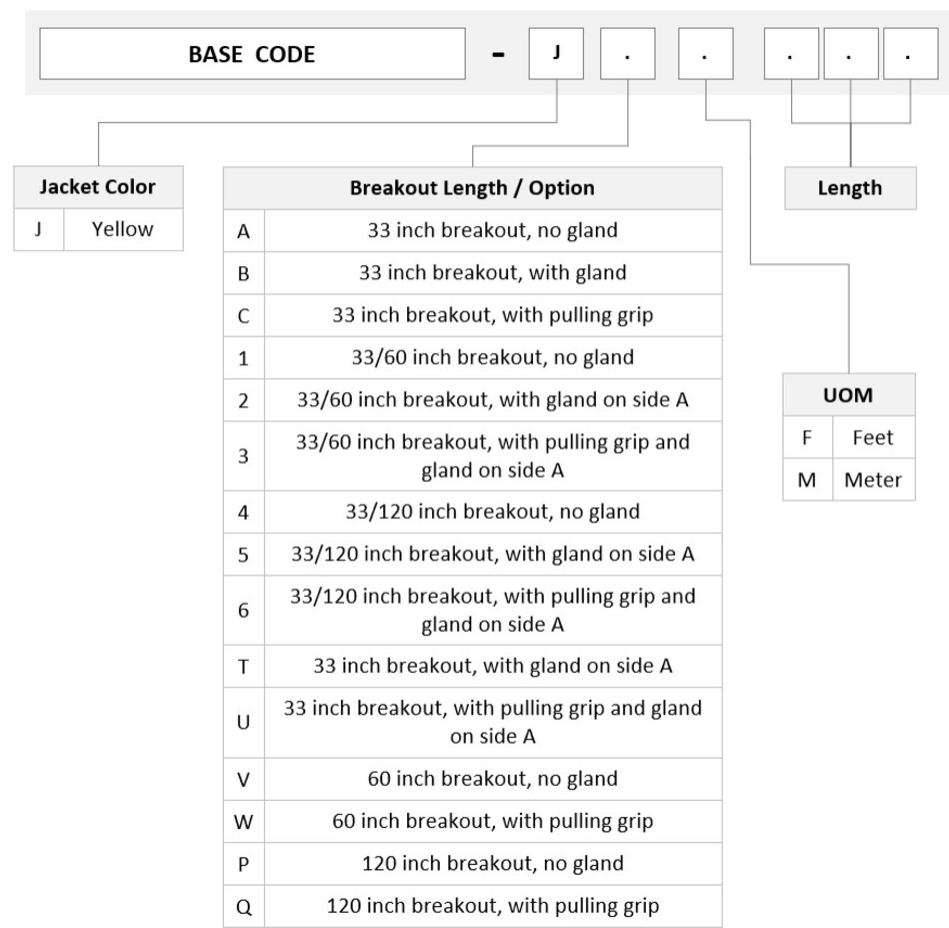 BASE CODE - J . . . . .
Jacket Color
J Yellow
Breakout Length / Option
A 33 inch breakout, no gland
B 33 inch breakout, with gland
C 33 inch breakout, with pulling grip
1 33/60 inch breakout, no gland
2 33/60 inch breakout, with gland on side A
3 33/60 inch breakout, with pulling grip and
gland on side A
4 33/120 inch breakout, no gland
5 33/120 inch breakout, with gland on side A
6 33/120 inch breakout, with pulling grip and
gland on side A
T 33 inch breakout, with gland on side A
U 33 inch breakout, with pulling grip and gland
on side A
V 60 inch breakout, no gland
W 60 inch breakout, with pulling grip
P 120 inch breakout, no gland
Q 120 inch breakout, with pulling grip
Length
UOM
F Feet
M Meter